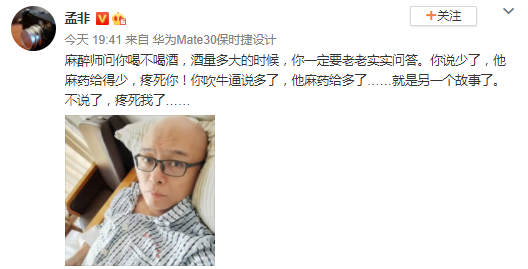 孟非
+关注
今天 19:41 来自 华为Mate30保时捷设计
麻醉师问你喝不喝酒，酒量多大的时候，你一定要老老实实问答。你说少了，他
麻药给得少，疼死你！你吹牛逼说多了，他麻药给多了……就是另一个故事了。
不说了，疼死我了……